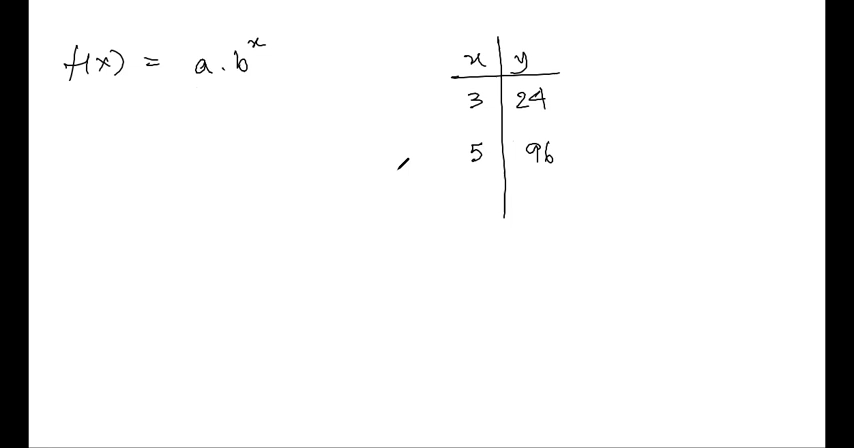 f(x) = a . b^x
x | y
3 | 24
5 | 96